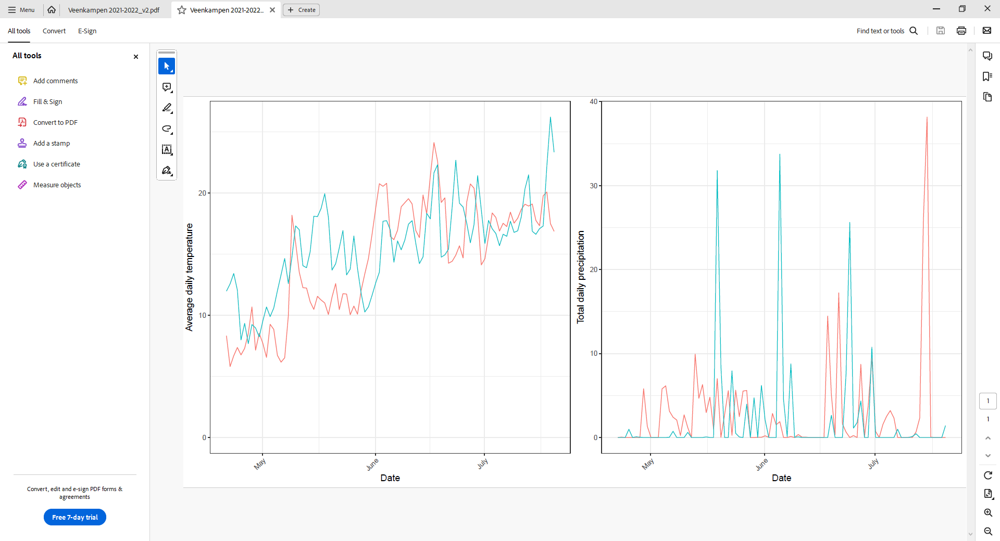 Menu
Veenkampen 2021-2022_v2.pdf
Veenkampen 2021-2022...
Create
All tools
Convert
E-Sign
Find text or tools
All tools
Add comments
Fill & Sign
Convert to PDF
Add a stamp
Use a certificate
Measure objects
Convert, edit and e-sign PDF forms &
agreements
Free 7-day trial
Average daily temperature
20
10
0
May
June
July
Date
Total daily precipitation
40
30
20
10
0
May
June
July
Date
1
1